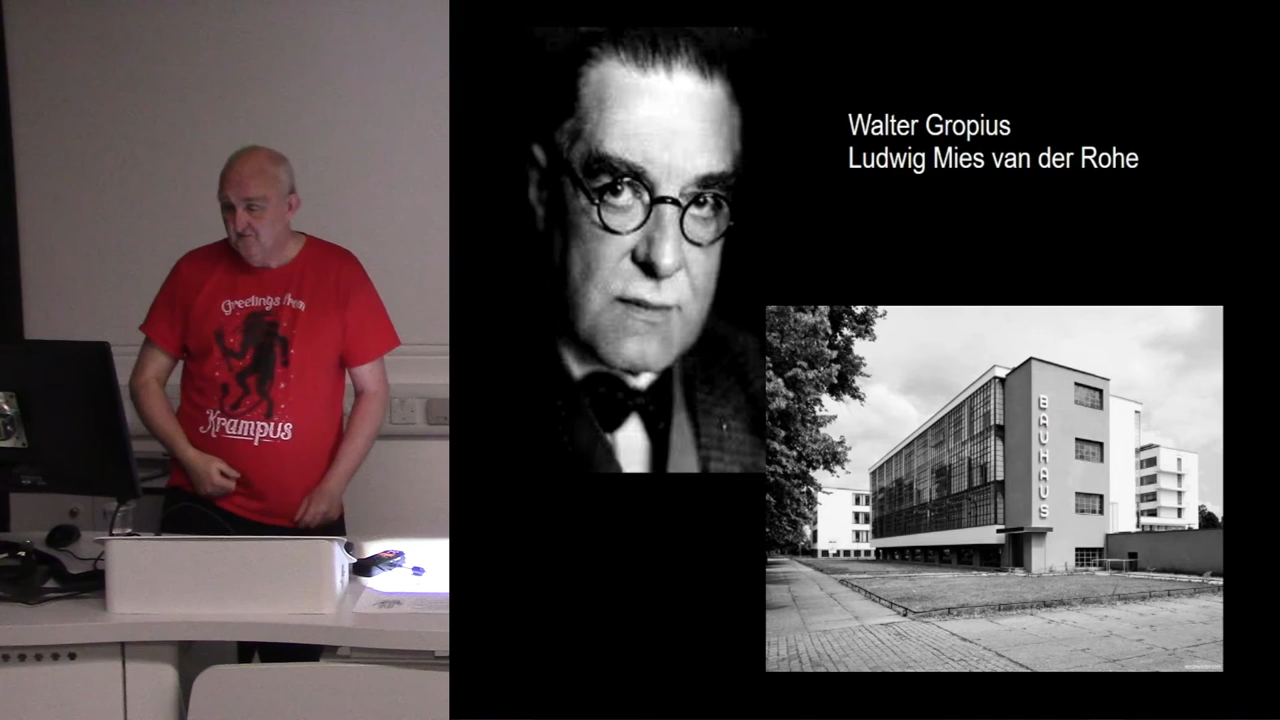 Greetings from
Krampus
Walter Gropius
Ludwig Mies van der Rohe
BAUHAUS